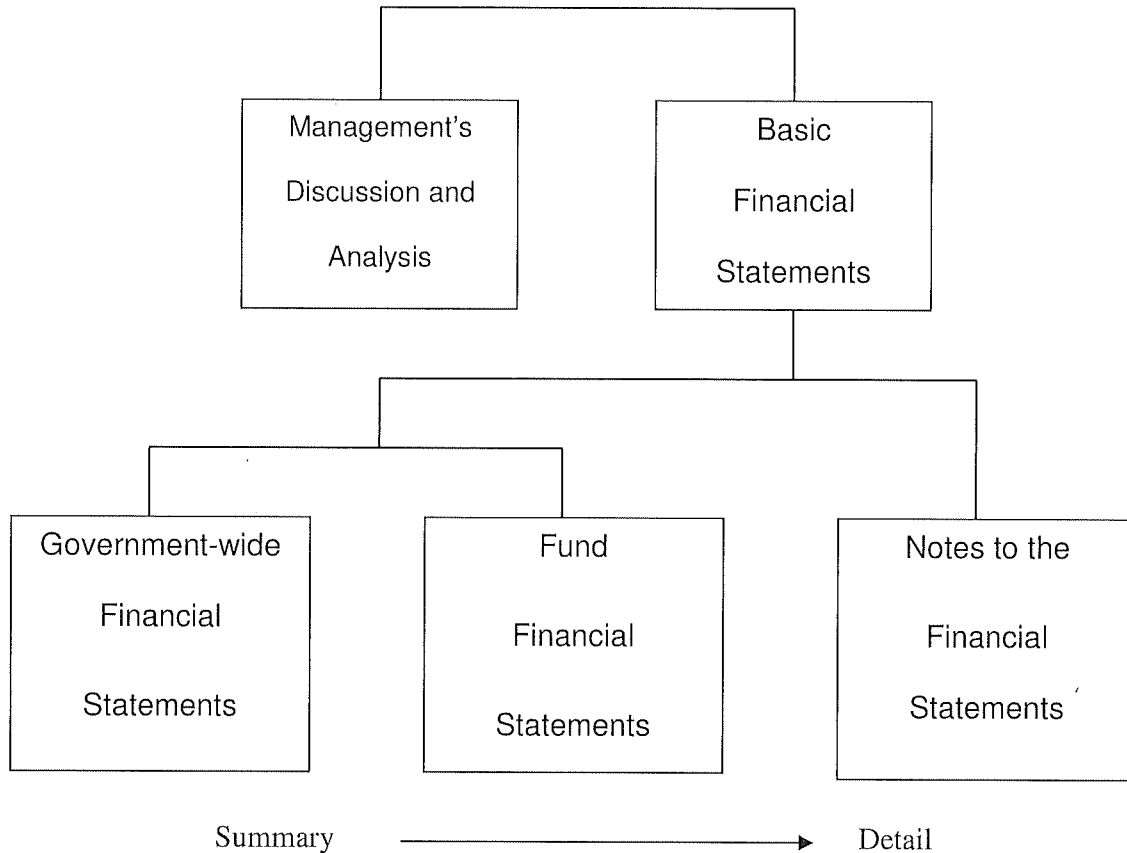 Management's
Discussion and
Analysis
Basic
Financial
Statements
Government-wide
Financial
Statements
Fund
Financial
Statements
Notes to the
Financial
Statements
Summary
Detail